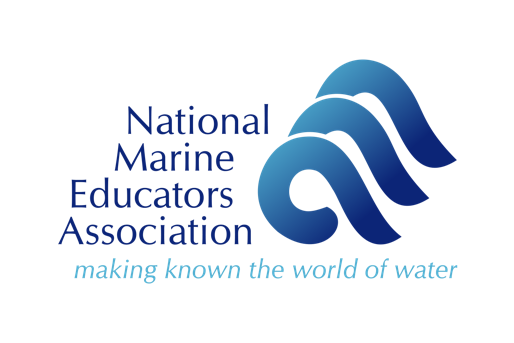 National
Marine
Educators
Association
making known the world of water